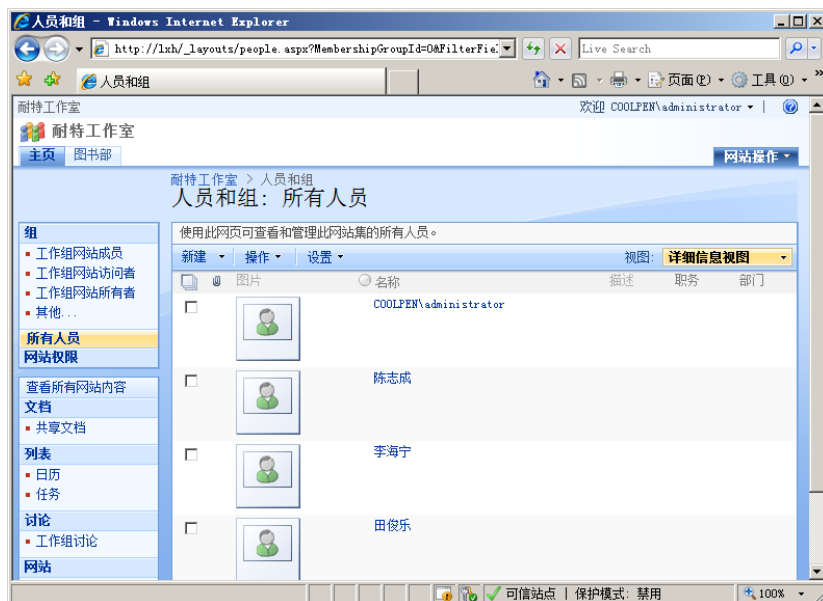 人员和组 - Windows Internet Explorer
http://lxh/_layouts/people.aspx?MembershipGroupId=0&FilterFie
Live Search
人员和组
页面(P)
工具(O)
耐特工作室
欢迎 COOLPEN\administrator
耐特工作室
主页
图书部
网站操作
耐特工作室 > 人员和组
人员和组: 所有人员
组
工作组网站成员
工作组网站访问者
工作组网站所有者
其他...
所有人员
网站权限
查看所有网站内容
文档
共享文档
列表
日历
任务
讨论
工作组讨论
网站
使用此网页可查看和管理此网站集的所有人员。
新建 操作 设置 视图: 详细信息视图
图片 名称 描述 职务 部门
COOLPEN\administrator
陈志成
李海宁
田俊乐
可信站点 | 保护模式: 禁用
100%